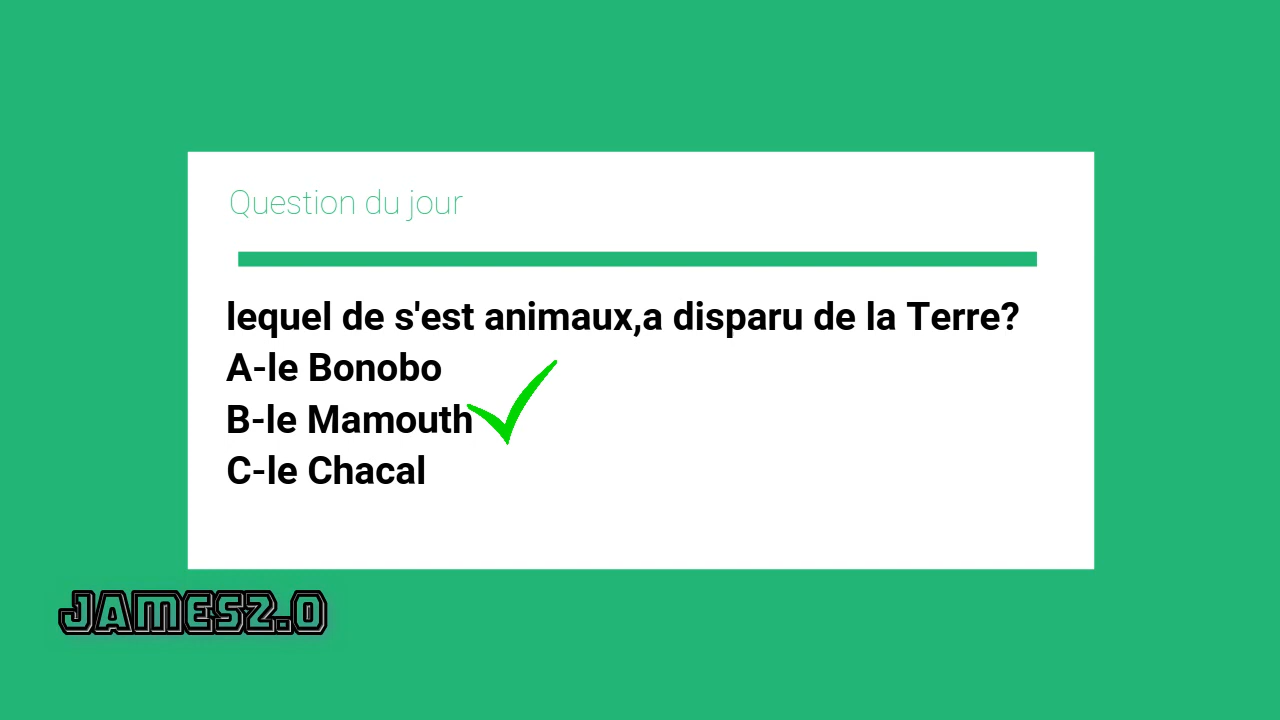 Question du jour
lequel de s'est animaux,a disparu de la Terre?
A-le Bonobo
B-le Mamouth
C-le Chacal
JAMES2.0